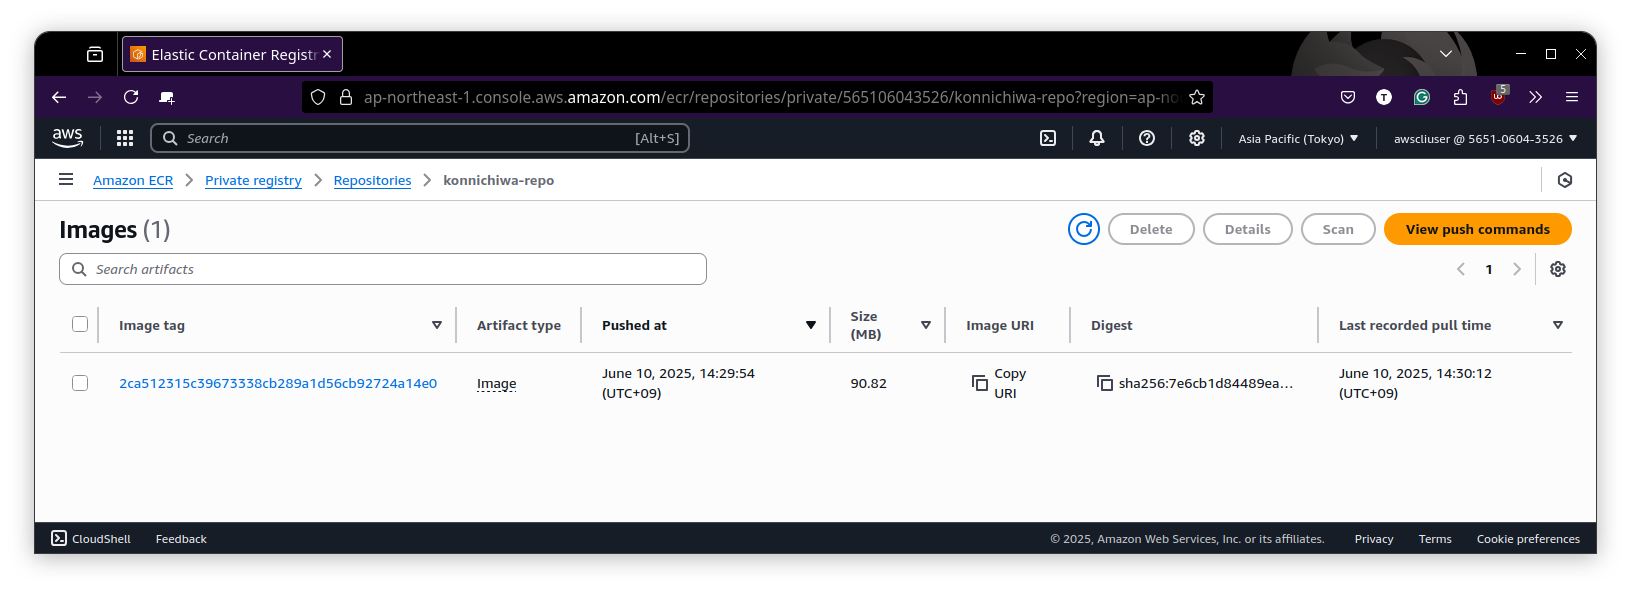 Elastic Container Registr
ap-northeast-1.console.aws.amazon.com/ecr/repositories/private/565106043526/konnichiwa-repo?region=ap-no
T
G
5
aws
Search [Alt+S]
Asia Pacific (Tokyo)
awscliuser @ 5651-0604-3526
Amazon ECR
Private registry
Repositories
konnichiwa-repo
Images (1)
Delete
Details
Scan
View push commands
Search artifacts
1
Image tag
Artifact type
Pushed at
Size
(MB)
Image URI
Digest
Last recorded pull time
2ca512315c39673338cb289a1d56cb92724a14e0
Image
June 10, 2025, 14:29:54
(UTC+09)
90.82
Copy
URI
sha256:7e6cb1d84489ea...
June 10, 2025, 14:30:12
(UTC+09)
CloudShell
Feedback
© 2025, Amazon Web Services, Inc. or its affiliates.
Privacy
Terms
Cookie preferences